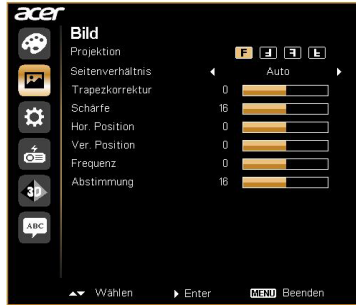 acer
Bild
Projektion F F F F
Seitenverhältnis Auto
Trapezkorrektur 0
Schärfe 16
Hor. Position 0
Ver. Position 0
Frequenz 0
Abstimmung 16
3D
ABC
Wählen Enter MENU Beenden